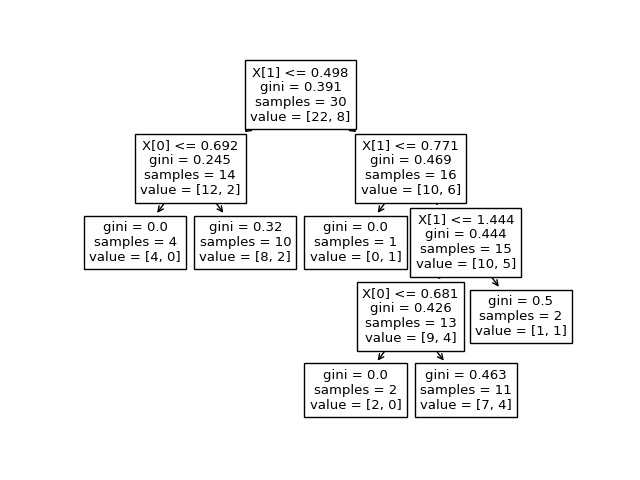 X[1] <= 0.498
gini = 0.391
samples = 30
value = [22, 8]
X[0] <= 0.692
gini = 0.245
samples = 14
value = [12, 2]
X[1] <= 0.771
gini = 0.469
samples = 16
value = [10, 6]
gini = 0.0
samples = 4
value = [4, 0]
gini = 0.32
samples = 10
value = [8, 2]
gini = 0.0
samples = 1
value = [0, 1]
X[1] <= 1.444
gini = 0.444
samples = 15
value = [10, 5]
X[0] <= 0.681
gini = 0.426
samples = 13
value = [9, 4]
gini = 0.5
samples = 2
value = [1, 1]
gini = 0.0
samples = 2
value = [2, 0]
gini = 0.463
samples = 11
value = [7, 4]